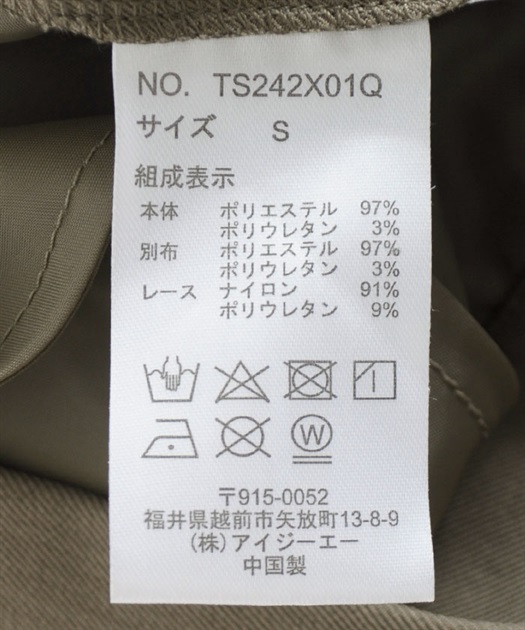 NO. TS242X01Q
サイズ S
組成表示
本体 ポリエステル 97%
ポリウレタン 3%
別布 ポリエステル 97%
ポリウレタン 3%
レース ナイロン 91%
ポリウレタン 9%
W
〒915-0052
福井県越前市矢放町13-8-9
(株)アイジーエー
中国製